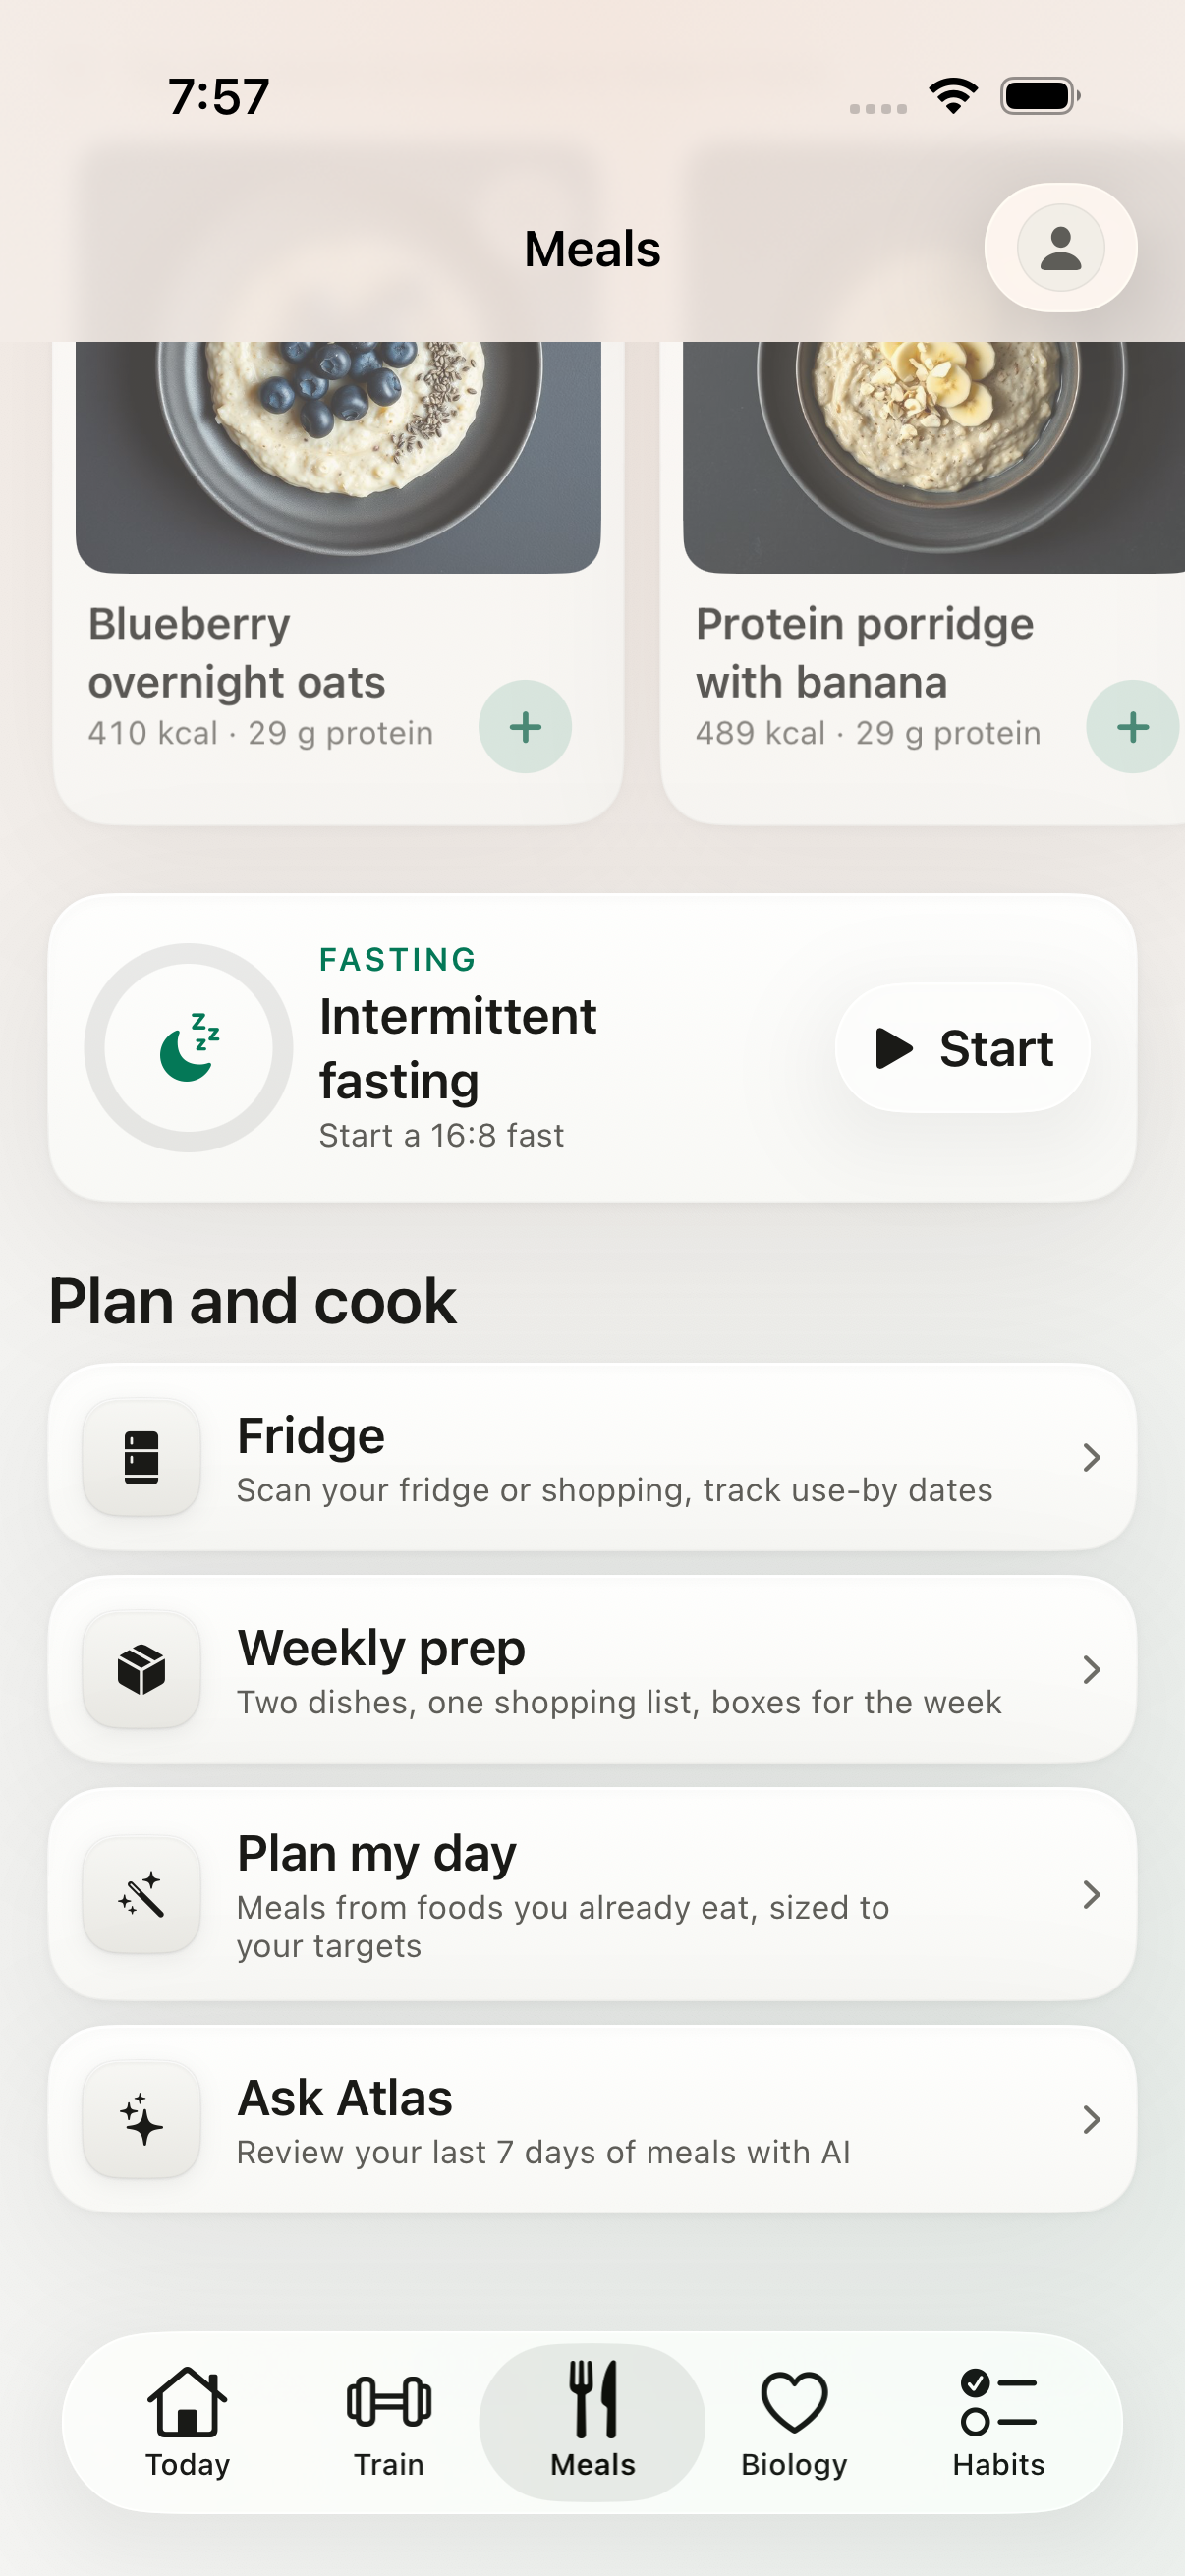 7:57
Meals
Blueberry
overnight oats
410 kcal · 29 g protein
Protein porridge
with banana
489 kcal · 29 g protein
FASTING
Intermittent
fasting
Start a 16:8 fast
Start
Plan and cook
Fridge
Scan your fridge or shopping, track use-by dates
Weekly prep
Two dishes, one shopping list, boxes for the week
Plan my day
Meals from foods you already eat, sized to
your targets
Ask Atlas
Review your last 7 days of meals with AI
Today
Train
Meals
Biology
Habits